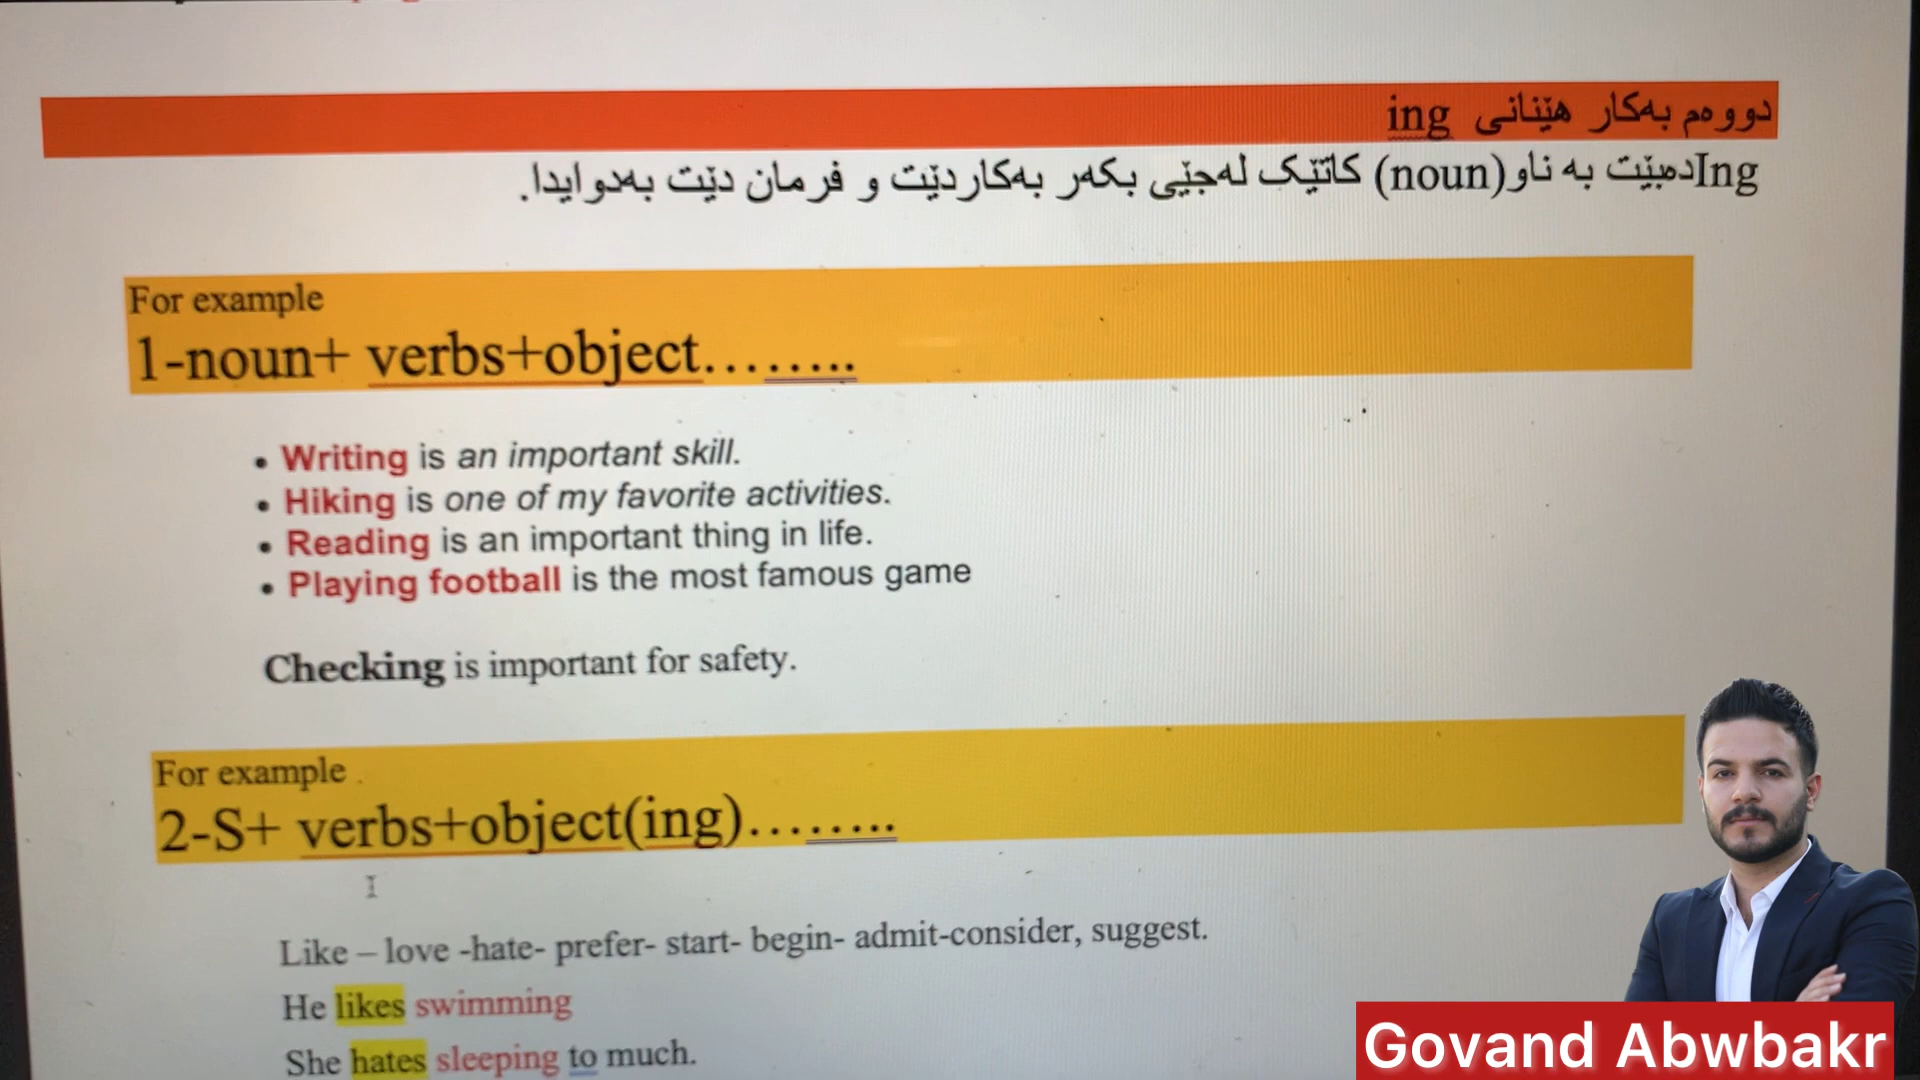 دووەم بەکار هێنانی ing
Ingدەبێت بە ناو(noun) کاتێک لەجێی بکەر بەکاردێت و فرمان دێت بەدوایدا.
For example
1-noun+ verbs+object........
• Writing is an important skill.
• Hiking is one of my favorite activities.
• Reading is an important thing in life.
• Playing football is the most famous game
Checking is important for safety.
For example .
2-S+ verbs+object(ing)........
Like – love -hate- prefer- start- begin- admit-consider, suggest.
He likes swimming
She hates sleeping to much.
Govand Abwbakr